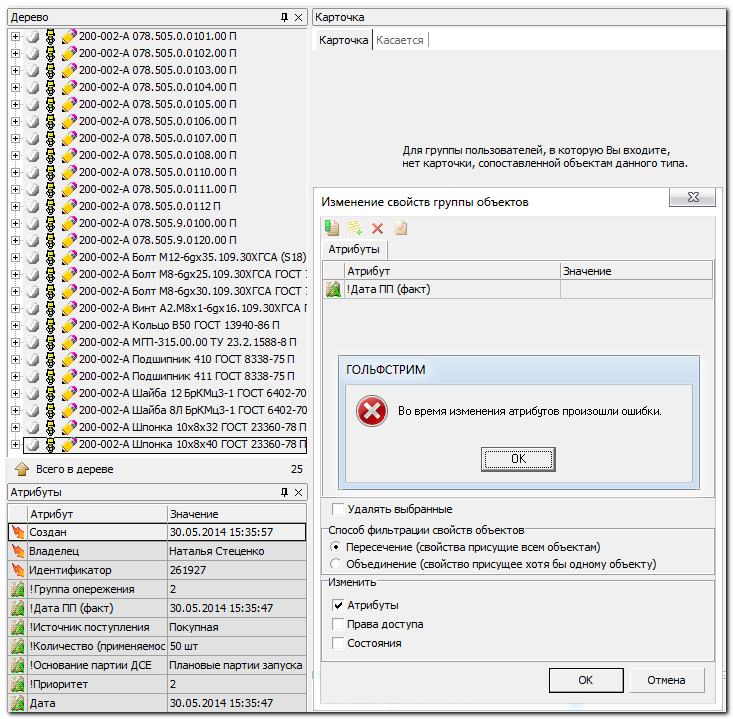 Дерево
200-002-А 078.505.0.0101.00 П
200-002-А 078.505.0.0102.00 П
200-002-А 078.505.0.0103.00 П
200-002-А 078.505.0.0104.00 П
200-002-А 078.505.0.0105.00 П
200-002-А 078.505.0.0106.00 П
200-002-А 078.505.0.0107.00 П
200-002-А 078.505.0.0108.00 П
200-002-А 078.505.0.0110.00 П
200-002-А 078.505.0.0111.00 П
200-002-А 078.505.0.0112 П
200-002-А 078.505.9.0100.00 П
200-002-А 078.505.9.0120.00 П
200-002-А Болт М12-6gх35.109.30ХГСА (S18)
200-002-А Болт М8-6gх25.109.30ХГСА ГОСТ 7
200-002-А Болт М8-6gх30.109.30ХГСА ГОСТ 7
200-002-А Винт А2.М8х1-6gх16.109.30ХГСА Г
200-002-А Кольцо В50 ГОСТ 13940-86 П
200-002-А МГП-315.00.00 ТУ 23.2.1588-8 П
200-002-А Подшипник 410 ГОСТ 8338-75 П
200-002-А Подшипник 411 ГОСТ 8338-75 П
200-002-А Шайба 12 БрКМц3-1 ГОСТ 6402-70
200-002-А Шайба 8Л БрКМц3-1 ГОСТ 6402-70
200-002-А Шпонка 10х8х32 ГОСТ 23360-78 П
200-002-А Шпонка 10х8х40 ГОСТ 23360-78 П
Всего в дереве 25
Атрибуты
Атрибут Значение
Создан 30.05.2014 15:35:57
Владелец Наталья Стеценко
Идентификатор 261927
!Группа опережения 2
!Дата ПП (факт) 30.05.2014 15:35:47
!Источник поступления Покупная
!Количество (применяемос 50 шт
!Основание партии ДСЕ Плановые партии запуска
!Приоритет 2
Дата 30.05.2014 15:35:47
Карточка
Карточка Касается
Для группы пользователей, в которую Вы входите,
нет карточки, сопоставленной объектам данного типа.
Изменение свойств группы объектов
Атрибуты
Атрибут Значение
!Дата ПП (факт)
ГОЛЬФСТРИМ
Во время изменения атрибутов произошли ошибки.
OK
Удалять выбранные
Способ фильтрации свойств объектов
Пересечение (свойства присущие всем объектам)
Объединение (свойство присущее хотя бы одному объекту)
Изменить
Атрибуты
Права доступа
Состояния
OK Отмена